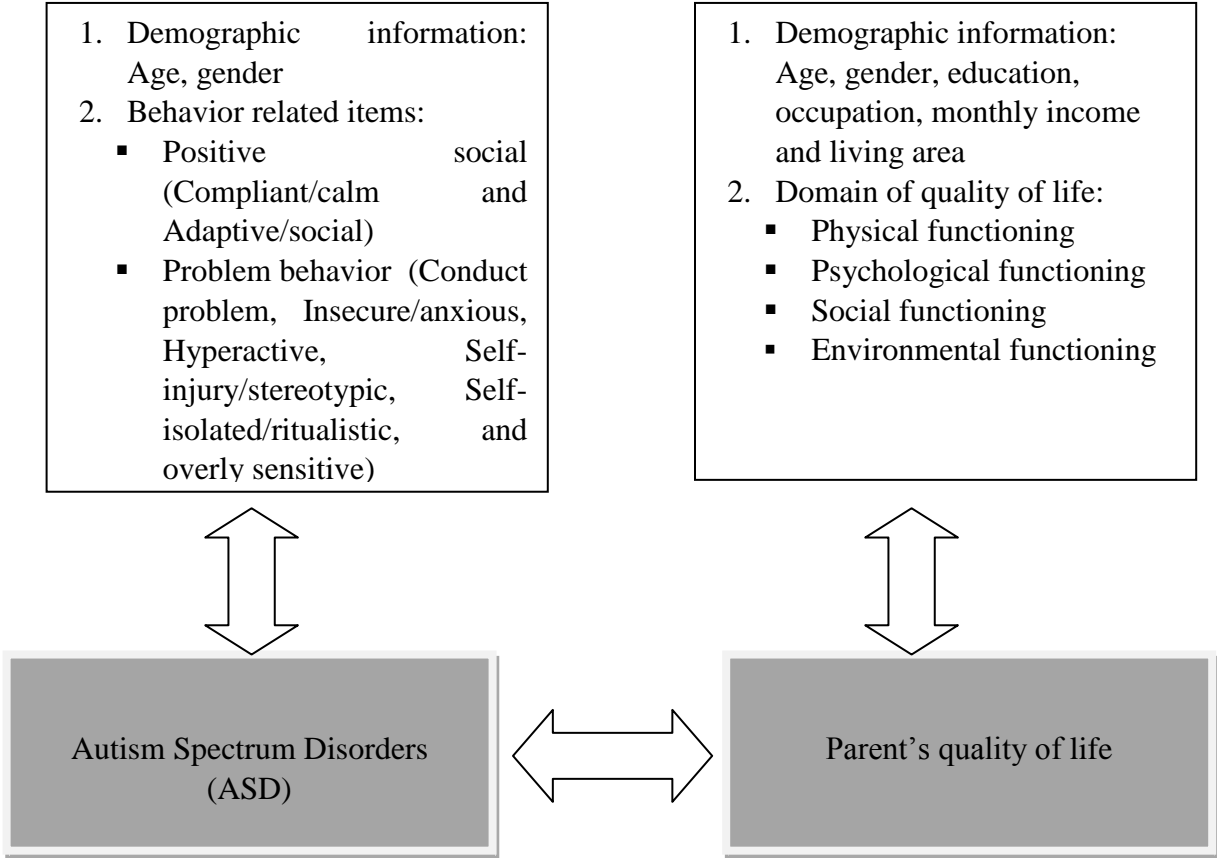 1. Demographic information:
Age, gender
2. Behavior related items:
▪ Positive social
(Compliant/calm and
Adaptive/social)
▪ Problem behavior (Conduct
problem, Insecure/anxious,
Hyperactive, Self-
injury/stereotypic, Self-
isolated/ritualistic, and
overly sensitive)
1. Demographic information:
Age, gender, education,
occupation, monthly income
and living area
2. Domain of quality of life:
▪ Physical functioning
▪ Psychological functioning
▪ Social functioning
▪ Environmental functioning
Autism Spectrum Disorders
(ASD)
Parent’s quality of life